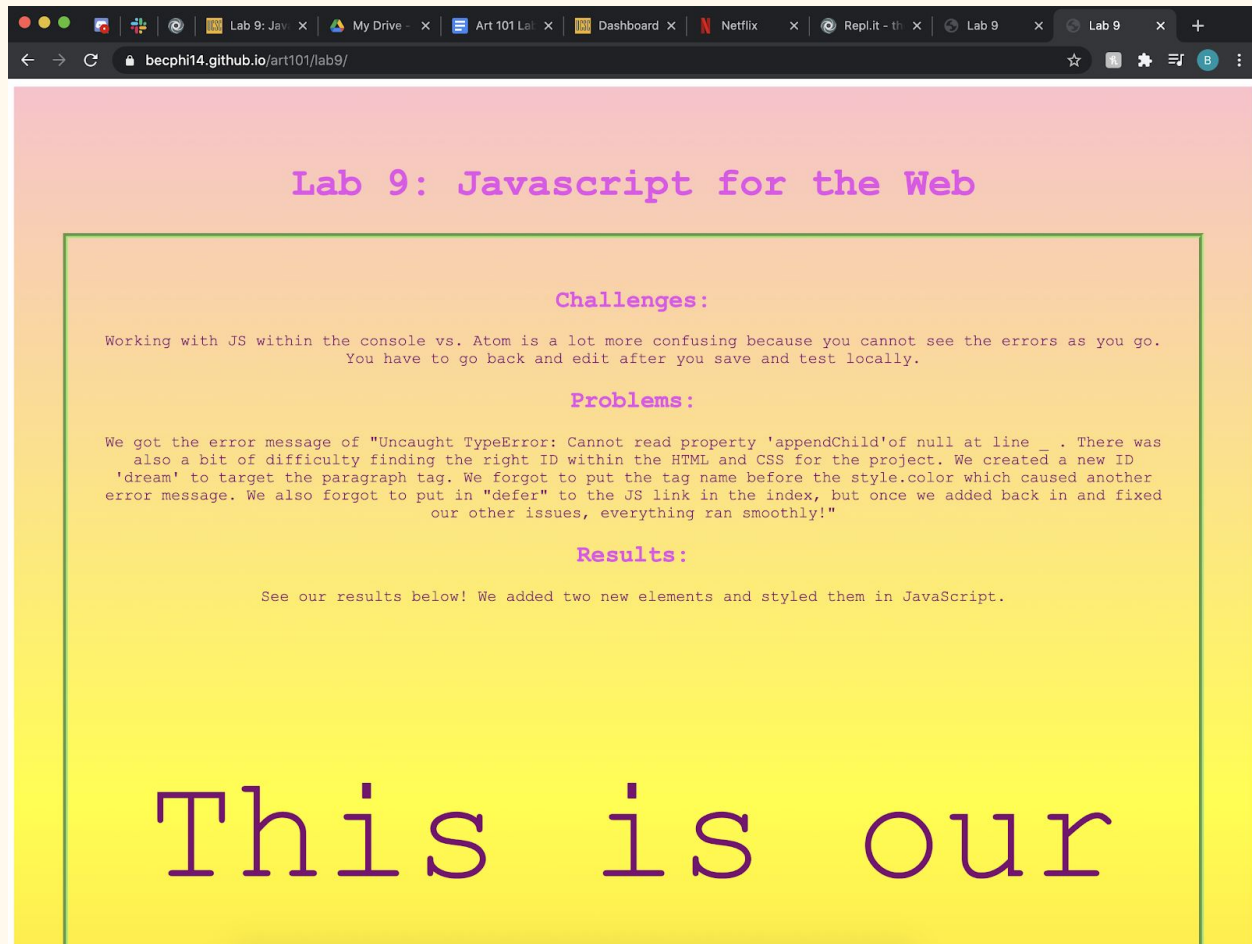 Lab 9: Jav
My Drive -
Art 101 La
Dashboard
Netflix
Repl.it - th
Lab 9
Lab 9
becphi14.github.io/art101/lab9/
B
Lab 9: Javascript for the Web
Challenges:
Working with JS within the console vs. Atom is a lot more confusing because you cannot see the errors as you go.
You have to go back and edit after you save and test locally.
Problems:
We got the error message of "Uncaught TypeError: Cannot read property 'appendChild'of null at line _ . There was
also a bit of difficulty finding the right ID within the HTML and CSS for the project. We created a new ID
'dream' to target the paragraph tag. We forgot to put the tag name before the style.color which caused another
error message. We also forgot to put in "defer" to the JS link in the index, but once we added back in and fixed
our other issues, everything ran smoothly!"
Results:
See our results below! We added two new elements and styled them in JavaScript.
This is our